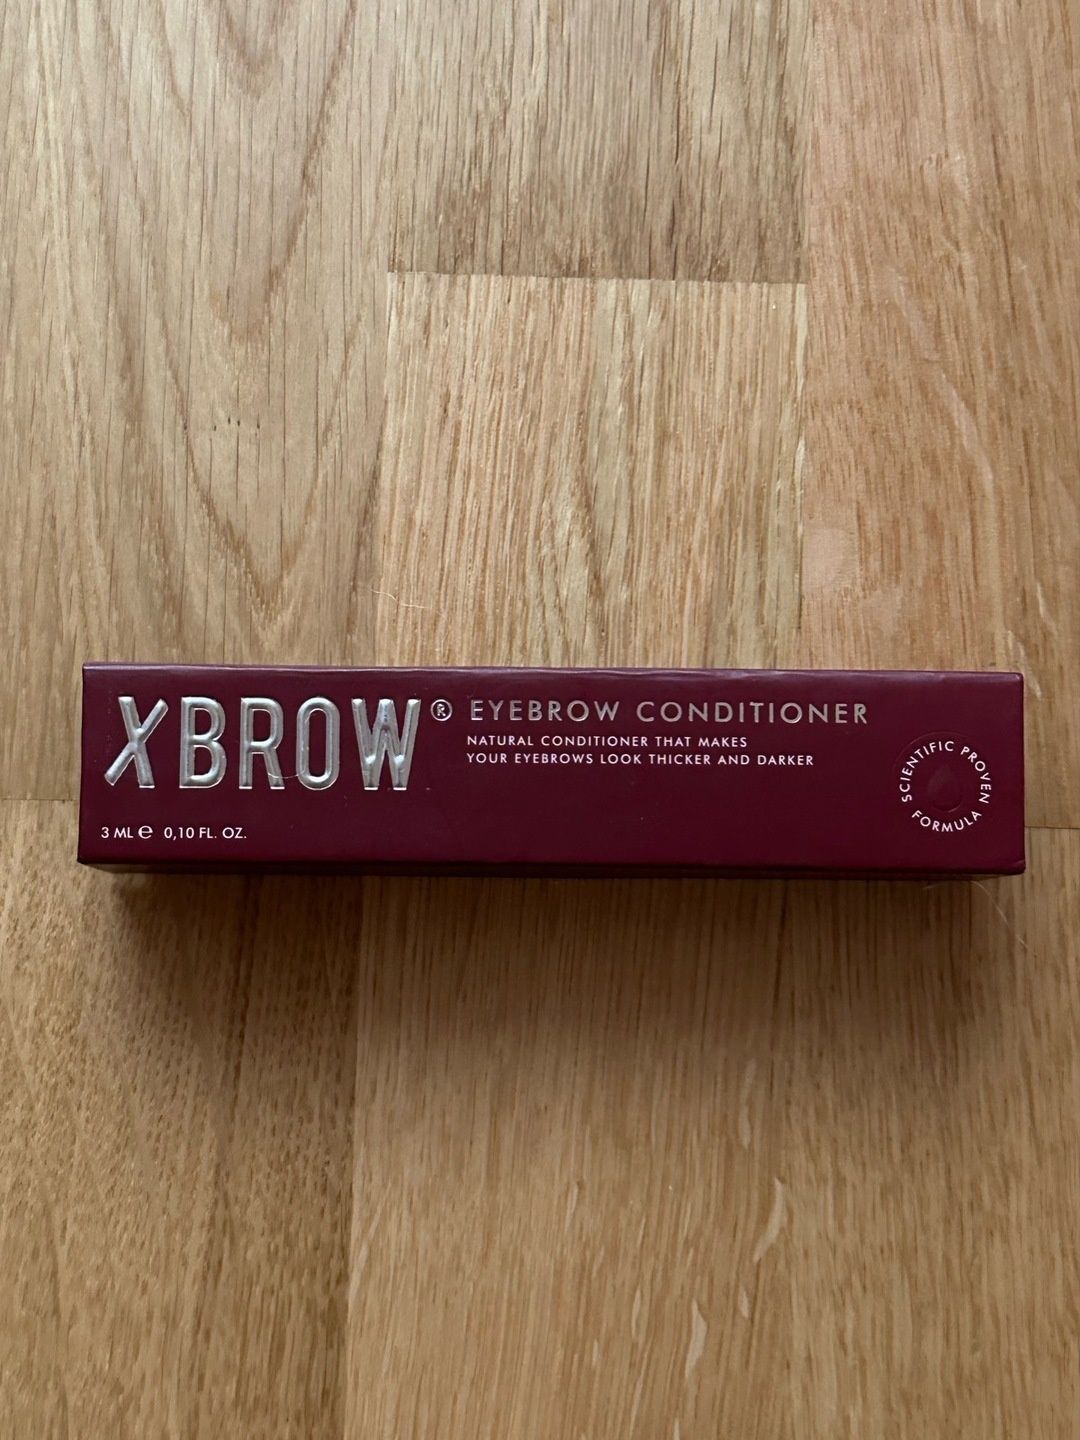 XBROW® EYEBROW CONDITIONER
NATURAL CONDITIONER THAT MAKES
YOUR EYEBROWS LOOK THICKER AND DARKER
3 ML ℮ 0,10 FL. OZ.
SCIENTIFIC PROVEN FORMULA